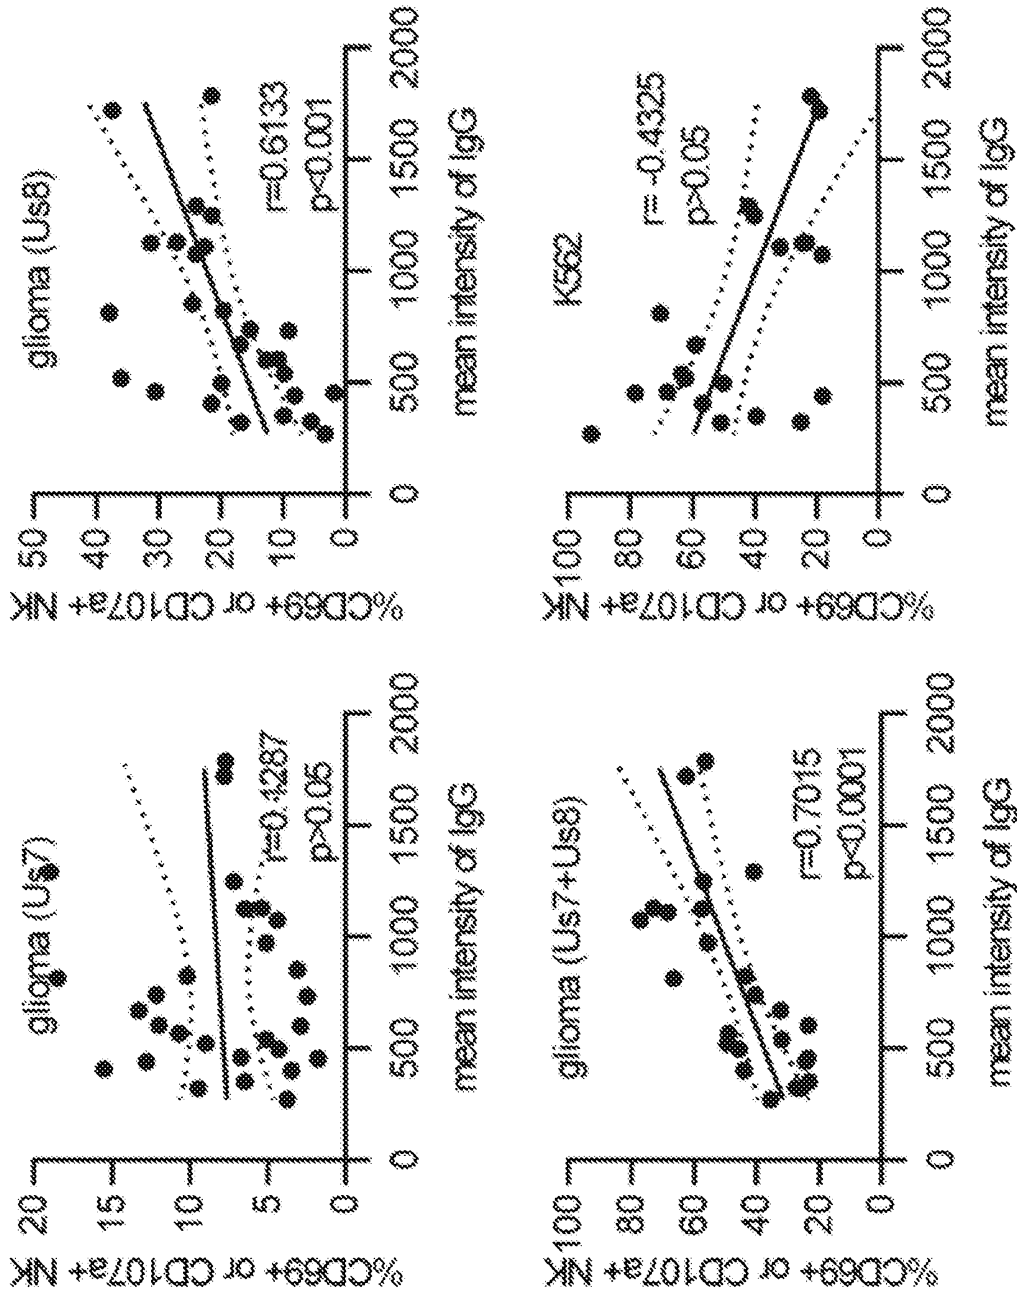 glioma (Us7)
%CD69+ or CD107a+ NK
20
15
10
5
0
r=0.1287
p>0.05
0
500
1000
1500
2000
mean intensity of IgG
glioma (Us8)
%CD69+ or CD107a+ NK
50
40
30
20
10
0
r=0.6133
p<0.001
0
500
1000
1500
2000
mean intensity of IgG
glioma (Us7+Us8)
%CD69+ or CD107a+ NK
100
80
60
40
20
0
r=0.7015
p<0.0001
0
500
1000
1500
2000
mean intensity of IgG
K562
%CD69+ or CD107a+ NK
100
80
60
40
20
0
r= -0.4325
p>0.05
0
500
1000
1500
2000
mean intensity of IgG